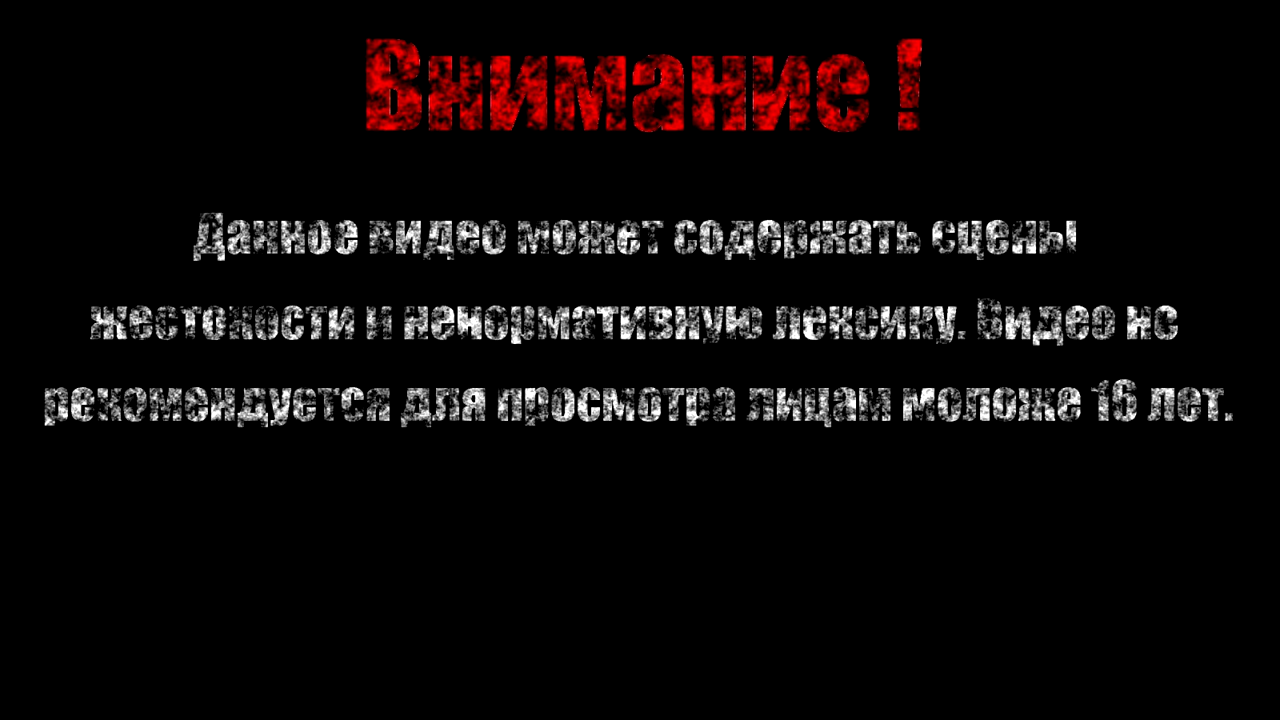 Внимание !
Данное видео может содержать сцены
жестокости и ненормативную лексику. Видео не
рекомендуется для просмотра лицам моложе 16 лет.